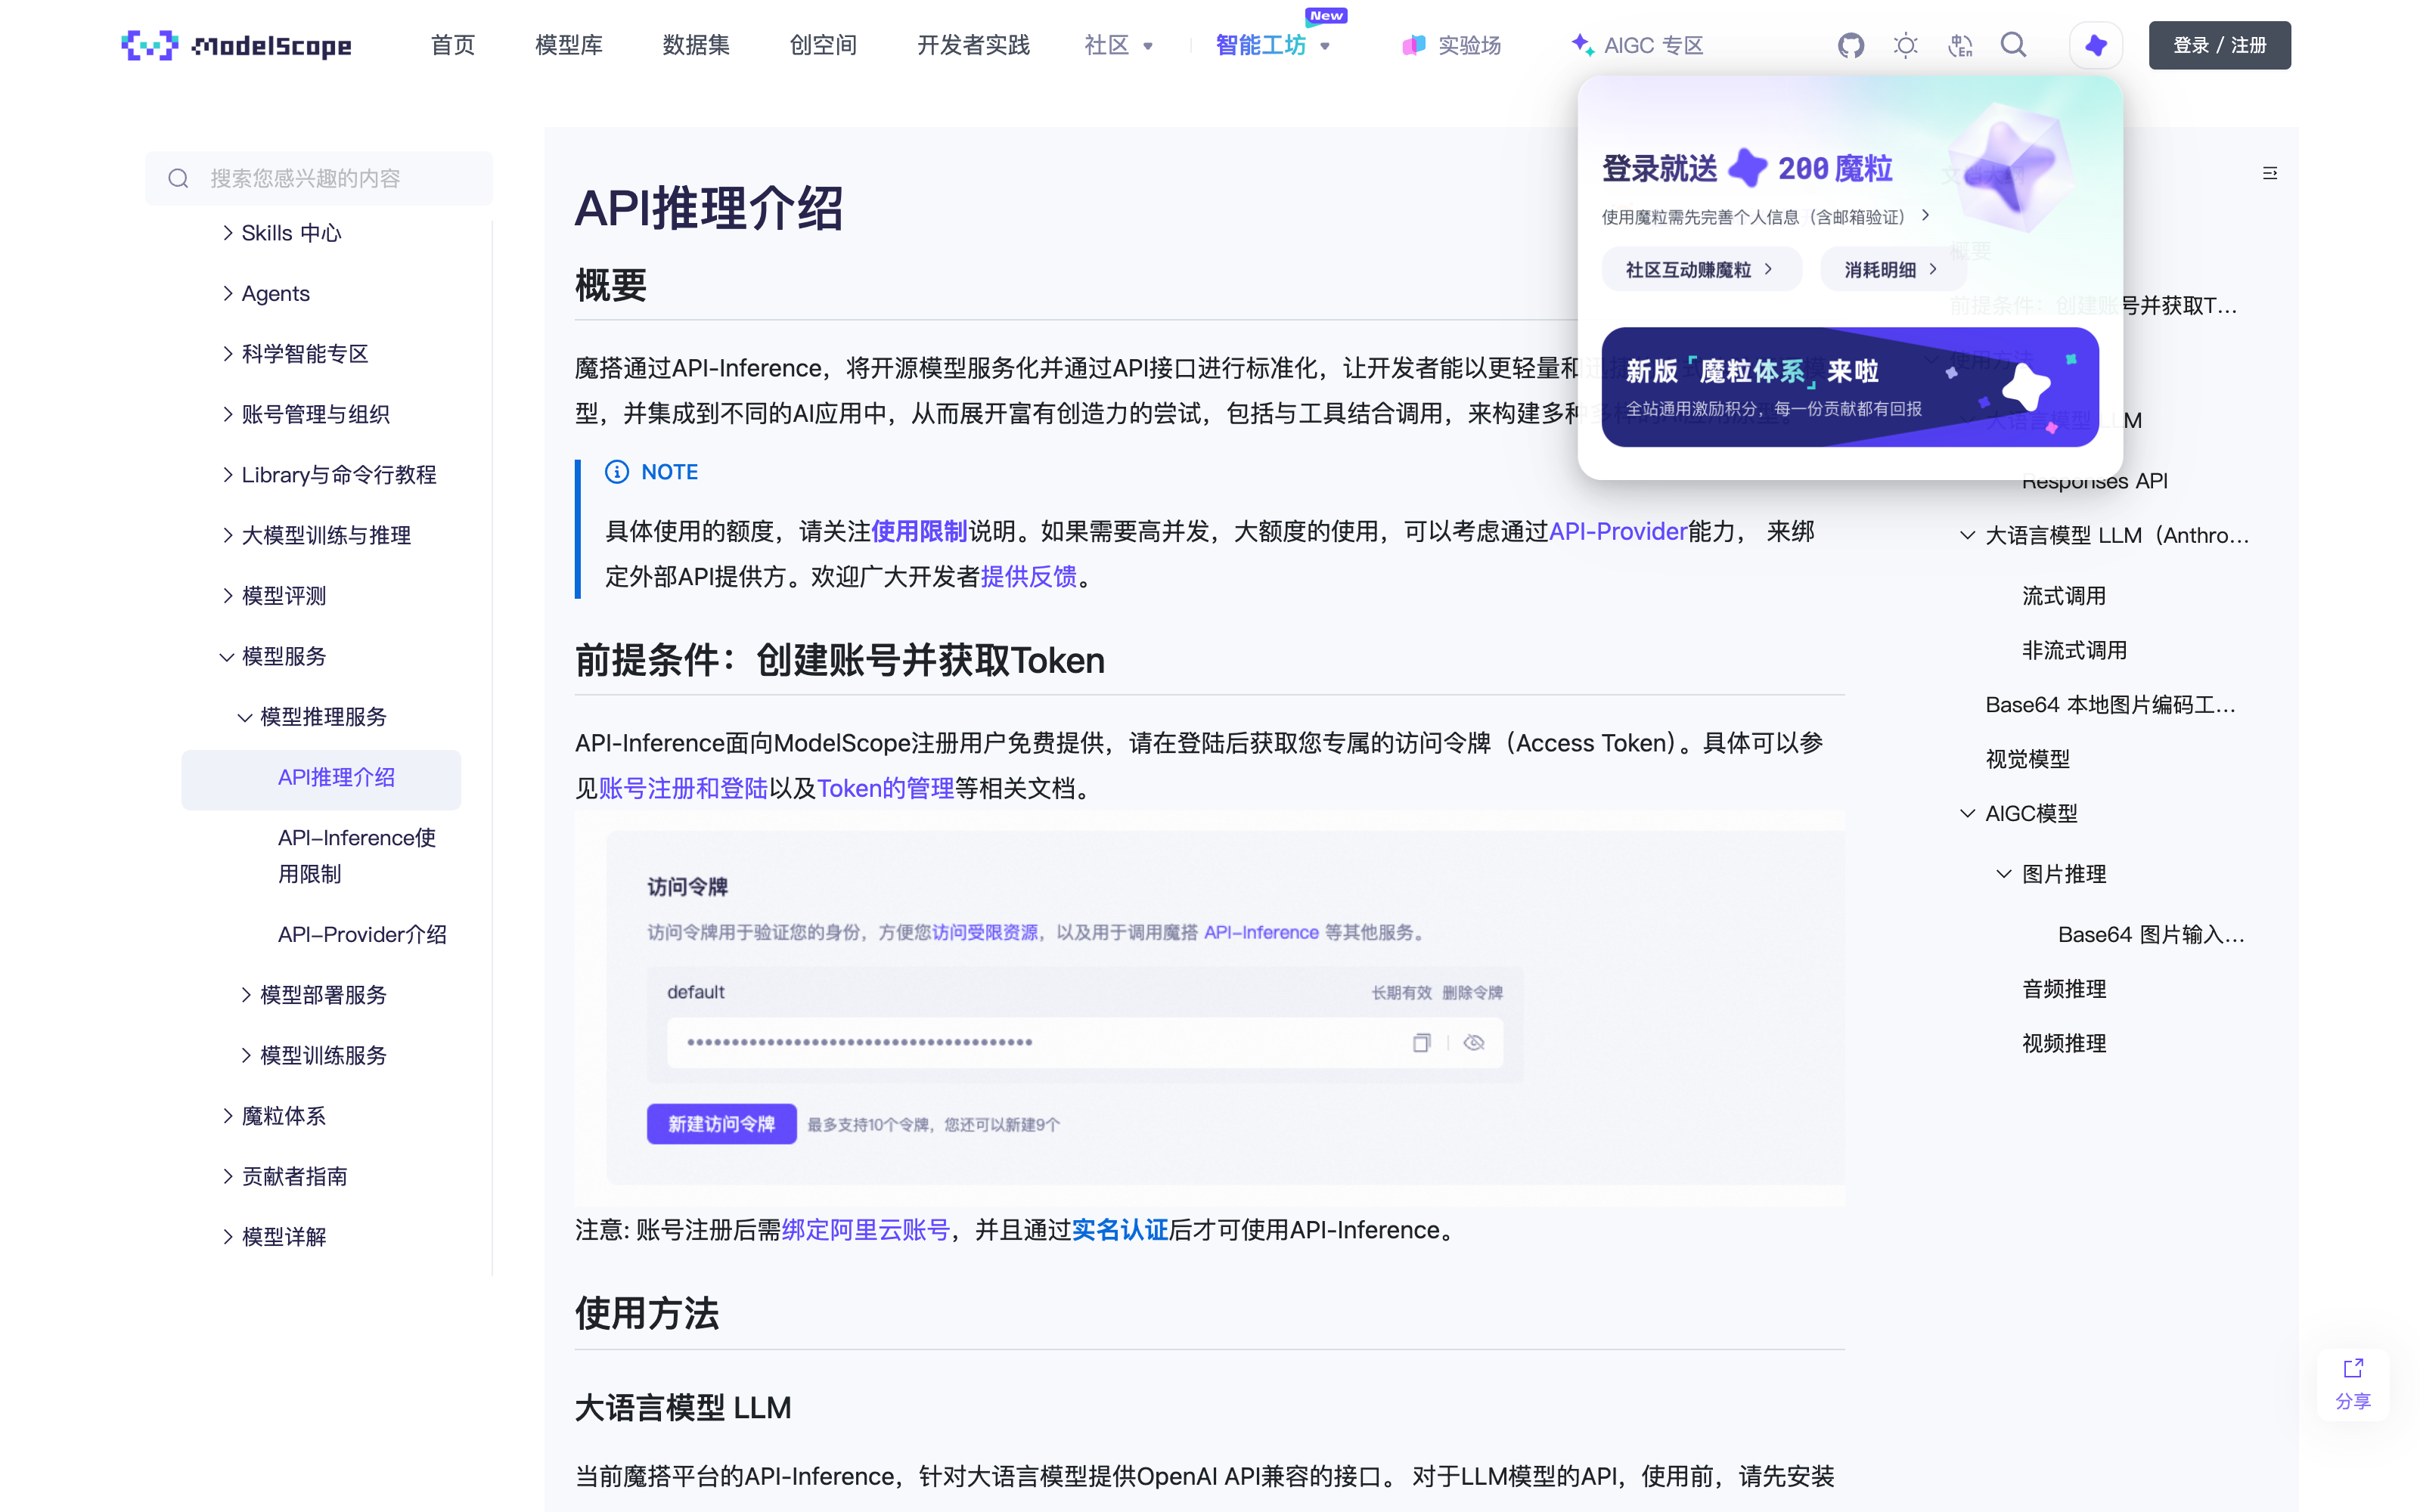 ModelScope
首页
模型库
数据集
创空间
开发者实践
社区
智能工坊
New
实验场
AIGC 专区
登录 / 注册
搜索您感兴趣的内容
Skills 中心
Agents
科学智能专区
账号管理与组织
Library与命令行教程
大模型训练与推理
模型评测
模型服务
模型推理服务
API推理介绍
API-Inference使
用限制
API-Provider介绍
模型部署服务
模型训练服务
魔粒体系
贡献者指南
模型详解
API推理介绍
概要
魔搭通过API-Inference，将开源模型服务化并通过API接口进行标准化，让开发者能以更轻量和迅捷
型，并集成到不同的AI应用中，从而展开富有创造力的尝试，包括与工具结合调用，来构建多种
NOTE
具体使用的额度，请关注使用限制说明。如果需要高并发，大额度的使用，可以考虑通过API-Provider能力， 来绑
定外部API提供方。欢迎广大开发者提供反馈。
前提条件：创建账号并获取Token
API-Inference面向ModelScope注册用户免费提供，请在登陆后获取您专属的访问令牌（Access Token）。具体可以参
见账号注册和登陆以及Token的管理等相关文档。
访问令牌
访问令牌用于验证您的身份，方便您访问受限资源，以及用于调用魔搭 API-Inference 等其他服务。
default
长期有效 删除令牌
新建访问令牌
最多支持10个令牌，您还可以新建9个
注意: 账号注册后需绑定阿里云账号，并且通过实名认证后才可使用API-Inference。
使用方法
大语言模型 LLM
当前魔搭平台的API-Inference，针对大语言模型提供OpenAI API兼容的接口。 对于LLM模型的API，使用前，请先安装
登录就送 200 魔粒
使用魔粒需先完善个人信息（含邮箱验证）
社区互动赚魔粒
消耗明细
新版「魔粒体系」来啦
全站通用激励积分，每一份贡献都有回报
概要
前提条件：创建账号并获取T...
使用方法
大语言模型 LLM
Responses API
大语言模型 LLM（Anthro...
流式调用
非流式调用
Base64 本地图片编码工...
视觉模型
AIGC模型
图片推理
Base64 图片输入...
音频推理
视频推理
分享